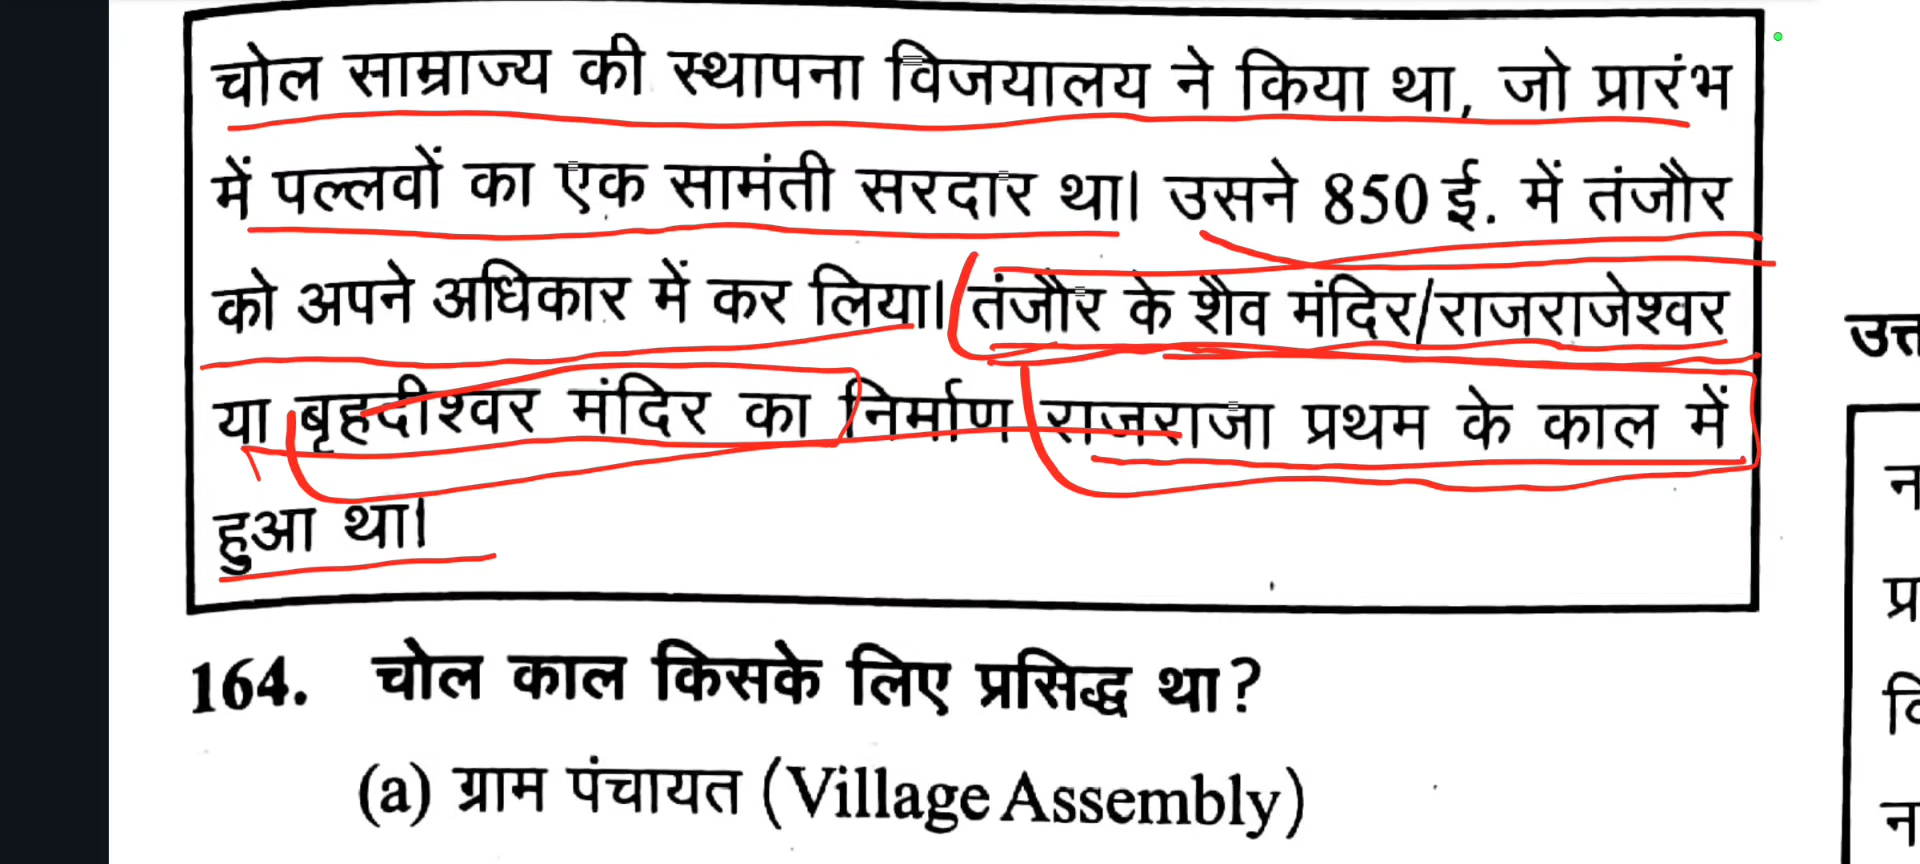 चोल साम्राज्य की स्थापना विजयालय ने किया था, जो प्रारंभ
में पल्लवों का एक सामंती सरदार था। उसने 850 ई. में तंजौर
को अपने अधिकार में कर लिया। तंजौर के शैव मंदिर/राजराजेश्वर
या बृहदीश्वर मंदिर का निर्माण राजराजा प्रथम के काल में
हुआ था।
164. चोल काल किसके लिए प्रसिद्ध था?
(a) ग्राम पंचायत (Village Assembly)
उत्त
न
प्र
वि
न